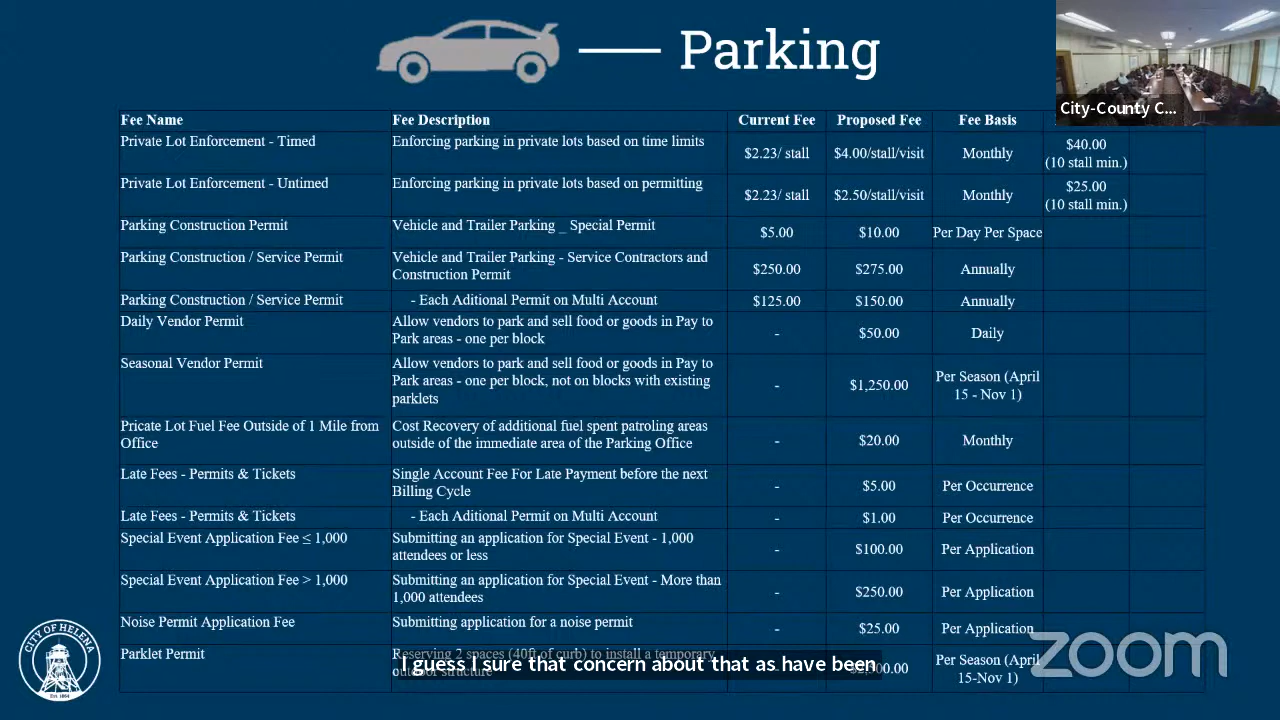 Parking
City-County C...
Fee Name Fee Description Current Fee Proposed Fee Fee Basis
Private Lot Enforcement - Timed Enforcing parking in private lots based on time limits $2.23/ stall $4.00/stall/visit Monthly $40.00
(10 stall min.)
Private Lot Enforcement - Untimed Enforcing parking in private lots based on permitting $2.23/ stall $2.50/stall/visit Monthly $25.00
(10 stall min.)
Parking Construction Permit Vehicle and Trailer Parking _ Special Permit $5.00 $10.00 Per Day Per Space
Parking Construction / Service Permit Vehicle and Trailer Parking - Service Contractors and
Construction Permit $250.00 $275.00 Annually
Parking Construction / Service Permit - Each Aditional Permit on Multi Account $125.00 $150.00 Annually
Daily Vendor Permit Allow vendors to park and sell food or goods in Pay to
Park areas - one per block - $50.00 Daily
Seasonal Vendor Permit Allow vendors to park and sell food or goods in Pay to
Park areas - one per block, not on blocks with existing
parklets - $1,250.00 Per Season (April
15 - Nov 1)
Pricate Lot Fuel Fee Outside of 1 Mile from
Office Cost Recovery of additional fuel spent patroling areas
outside of the immediate area of the Parking Office - $20.00 Monthly
Late Fees - Permits & Tickets Single Account Fee For Late Payment before the next
Billing Cycle - $5.00 Per Occurrence
Late Fees - Permits & Tickets - Each Aditional Permit on Multi Account - $1.00 Per Occurrence
Special Event Application Fee ≤ 1,000 Submitting an application for Special Event - 1,000
attendees or less - $100.00 Per Application
Special Event Application Fee > 1,000 Submitting an application for Special Event - More than
1,000 attendees - $250.00 Per Application
Noise Permit Application Fee Submitting application for a noise permit - $25.00 Per Application
Parklet Permit Reserving 2 spaces (40ft of curb) to install a temporary
outdoor structure Per Season (April
15-Nov 1)
I guess I sure that concern about that as have been
CITY OF HELENA
Est. 1864
zoom